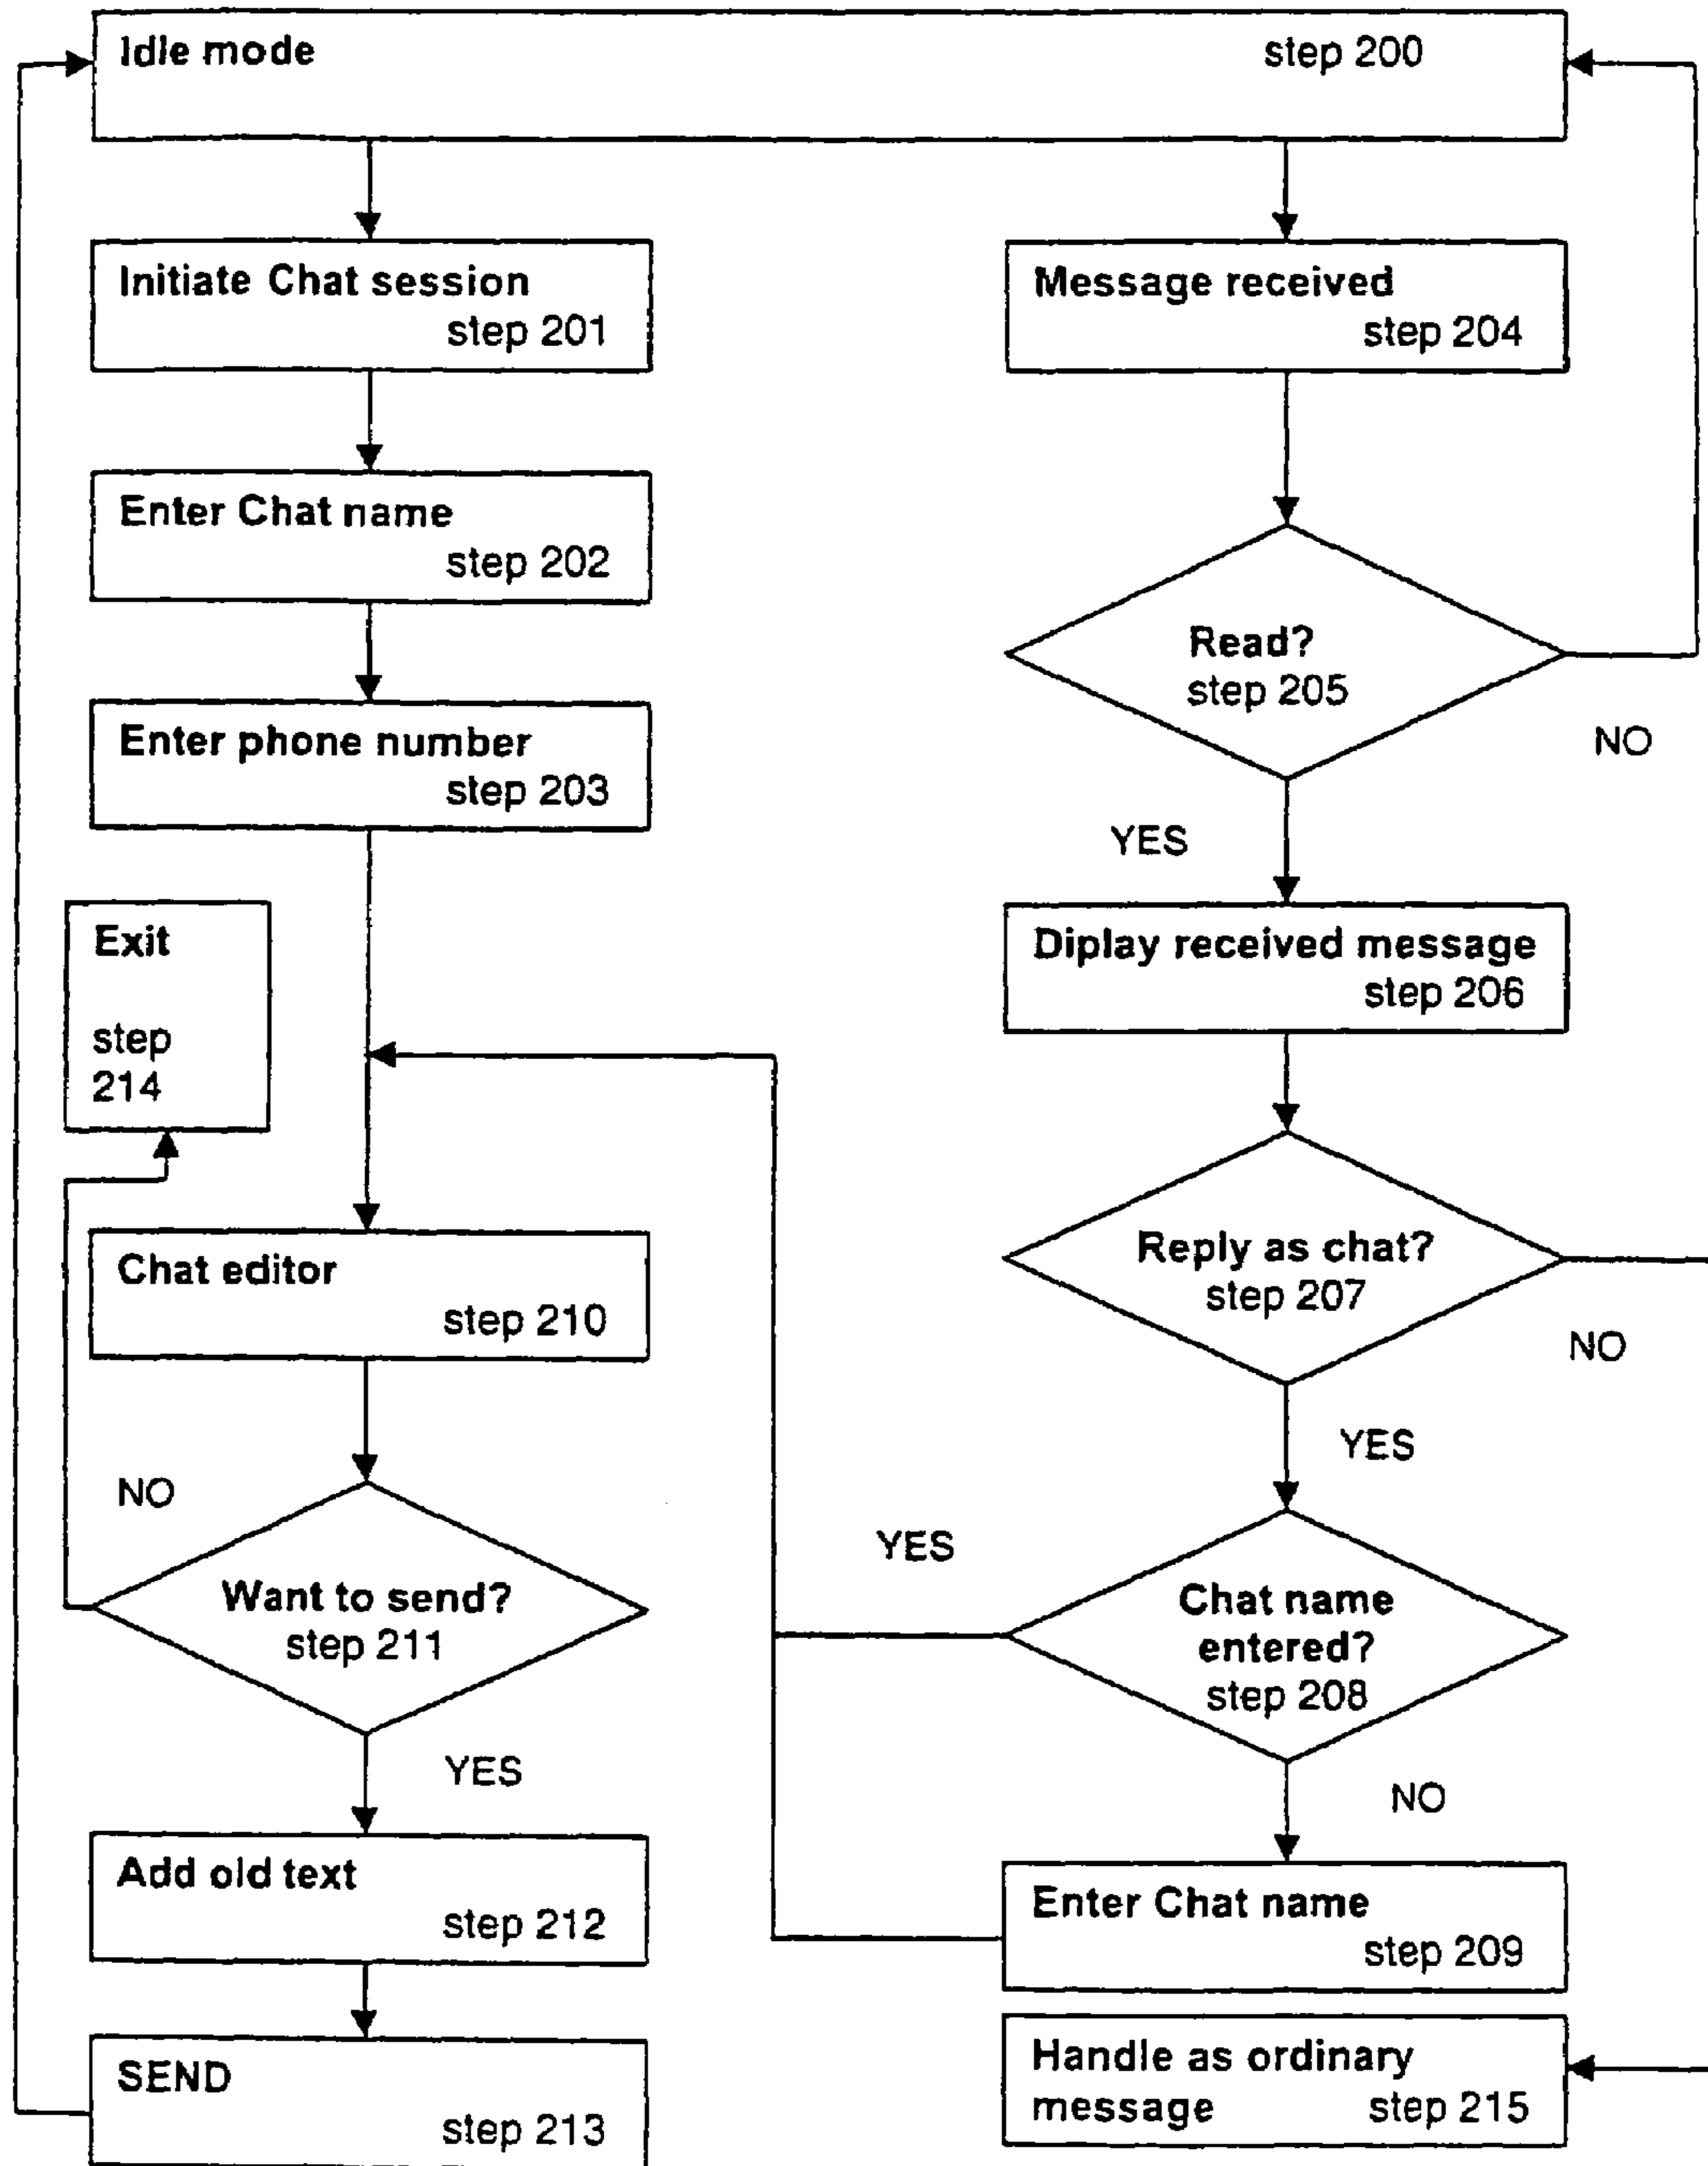 Idle mode step 200
Initiate Chat session
step 201
Enter Chat name
step 202
Enter phone number
step 203
Exit
step
214
Chat editor
step 210
NO
Want to send?
step 211
YES
Add old text
step 212
SEND
step 213
Message received
step 204
Read?
step 205
NO
YES
Diplay received message
step 206
Reply as chat?
step 207
NO
YES
YES
Chat name
entered?
step 208
NO
Enter Chat name
step 209
Handle as ordinary
message step 215